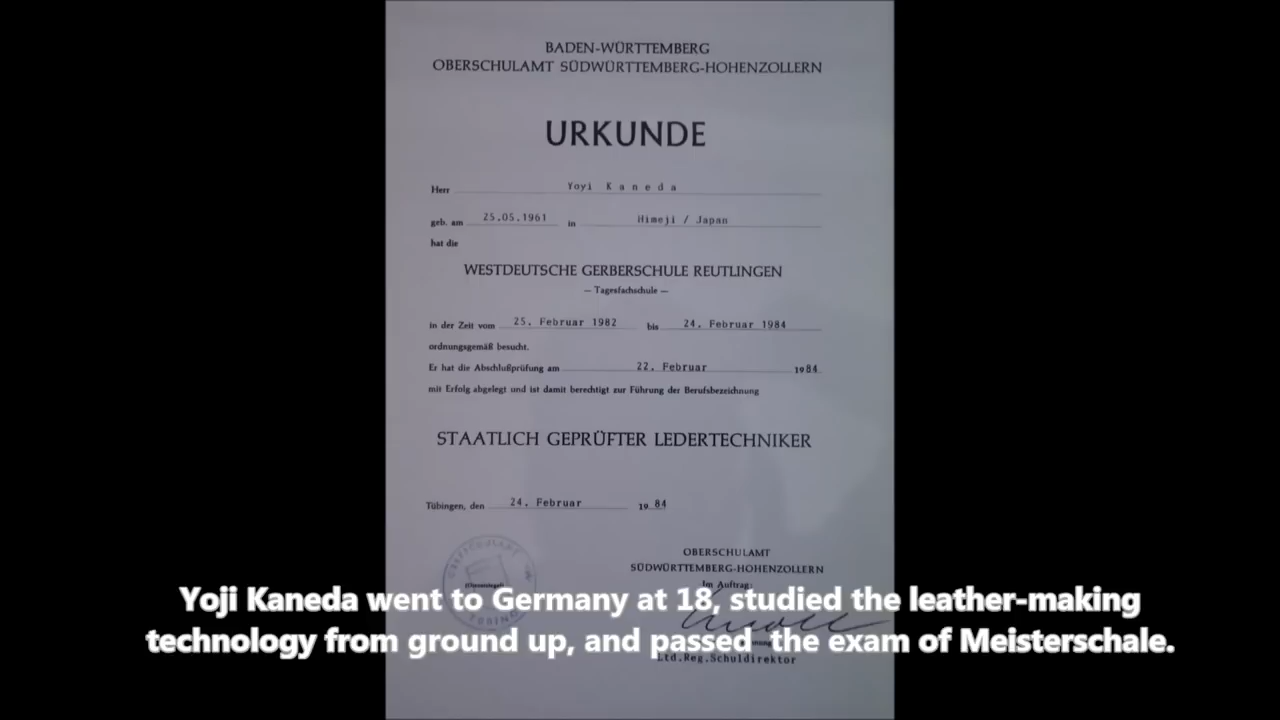 BADEN-WÜRTTEMBERG
OBERSCHULAMT SÜDWÜRTTEMBERG-HOHENZOLLERN
URKUNDE
Herr Yoyi Kaneda
geb. am 25.05.1961 in Himeji / Japan
hat die
WESTDEUTSCHE GERBERSCHULE REUTLINGEN
— Tagesfachschule —
in der Zeit vom 25. Februar 1982 bis 24. Februar 1984
ordnungsgemäß besucht.
Er hat die Abschlußprüfung am 22. Februar 1984
mit Erfolg abgelegt und ist damit berechtigt zur Führung der Berufsbezeichnung
STAATLICH GEPRÜFTER LEDERTECHNIKER
Tübingen, den 24. Februar 1984
OBERSCHULAMT
SÜDWÜRTTEMBERG-HOHENZOLLERN
Im Auftrag:
Yoji Kaneda went to Germany at 18, studied the leather-making
technology from ground up, and passed the exam of Meisterschale.
Ltd.Reg.Schuldirektor